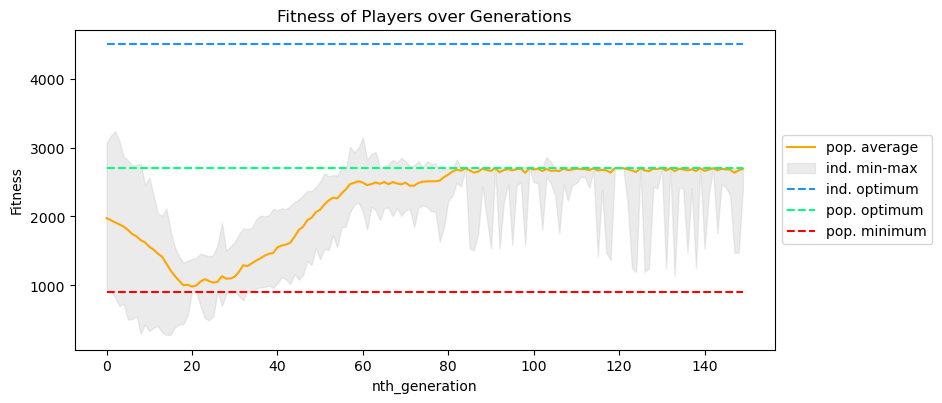 Fitness of Players over Generations
Fitness
4000
3000
2000
1000
0
20
40
60
80
100
120
140
nth_generation
pop. average
ind. min-max
ind. optimum
pop. optimum
pop. minimum